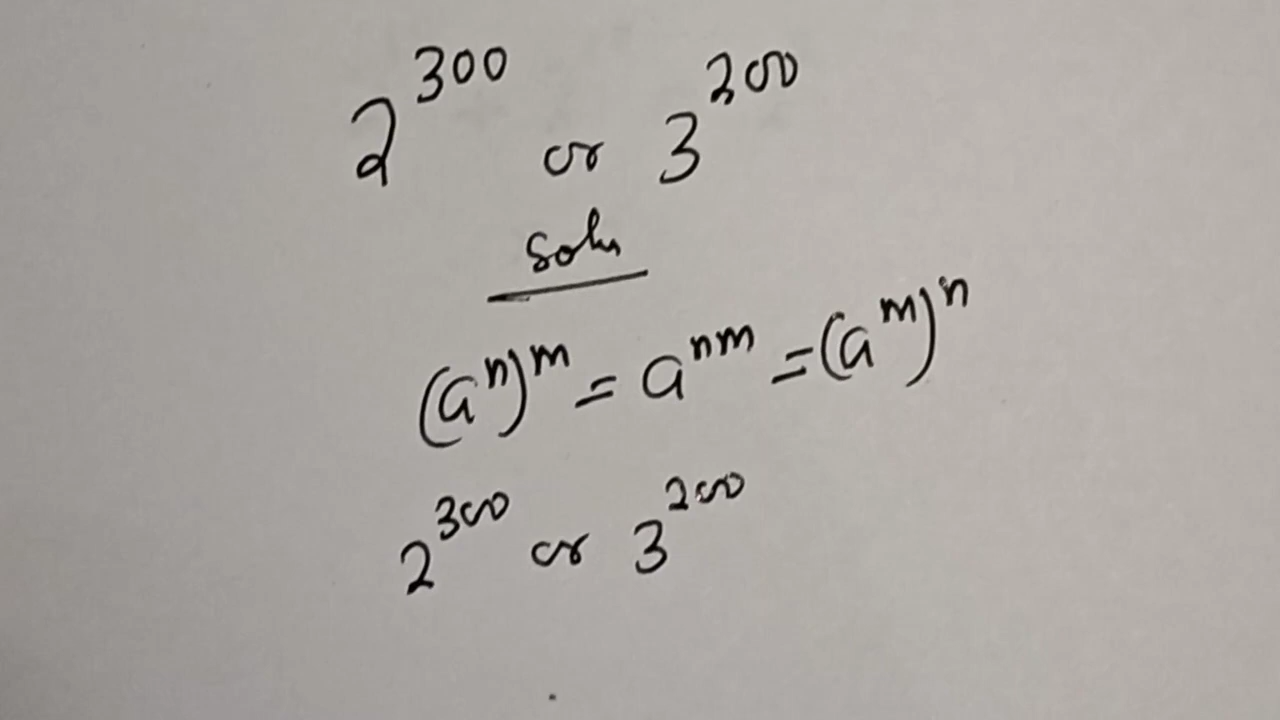 2^300 or 3^200
Soln
(a^n)^m = a^nm = (a^m)^n
2^300 or 3^200